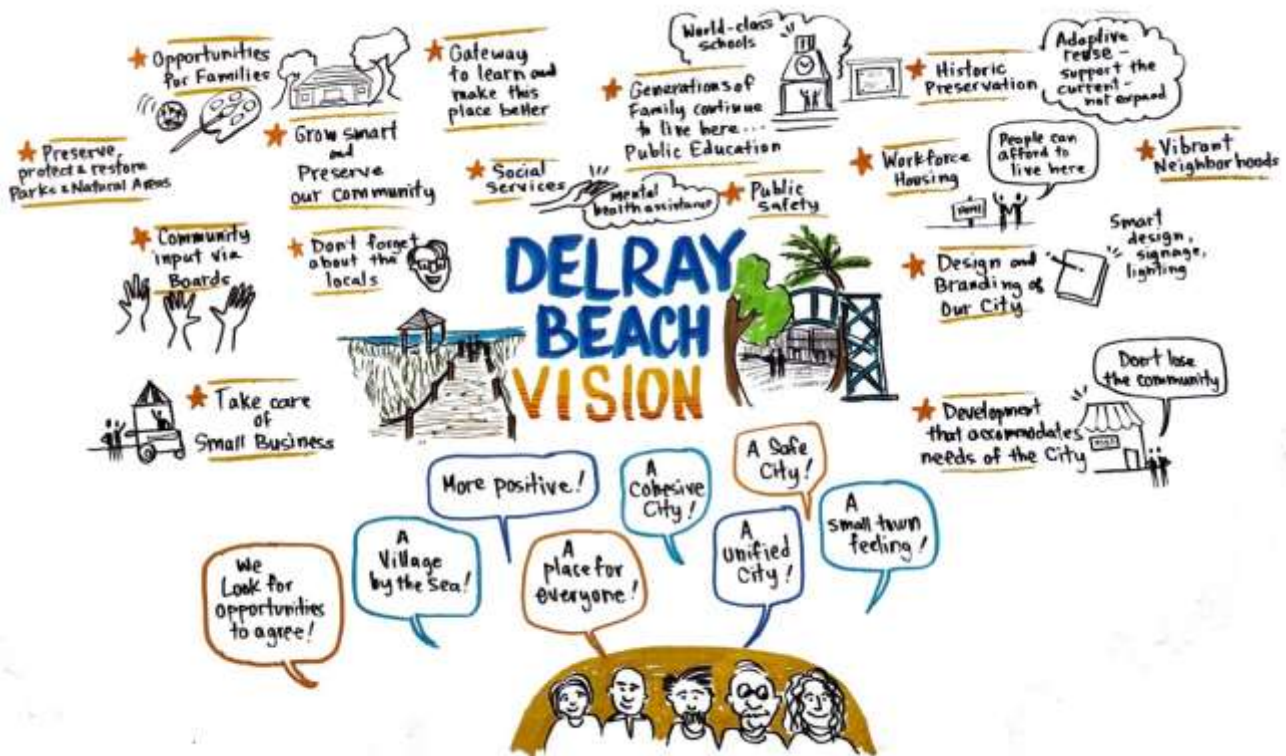 ★ Opportunities
for Families
★ Gateway
to learn and
make this
place better
World-class
schools
★ Generations of
Family continue
to live here...
Public Education
★ Historic
Preservation
Adaptive
reuse -
support the
current -
not expand
★ Preserve,
protect & restore
Parks & Natural Areas
★ Grow smart
and
Preserve
our community
★ Social
Services
Mental
health assistance
★ Public
Safety
★ Workforce
Housing
People can
afford to
live here
★ Vibrant
Neighborhoods
★ Community
input via
Boards
★ Don't forget
about the
locals
★ Design and
Branding of
Our City
Smart
design,
signage,
lighting
DELRAY
BEACH
VISION
★ Take care
of
Small Business
★ Development
that accommodates
needs of the City
Don't lose
the community
More positive!
A
Cohesive
City!
A Safe
City!
We
Look for
opportunities
to agree!
A
Village
by the Sea!
A
place for
everyone!
A
unified
City!
A
small town
feeling!